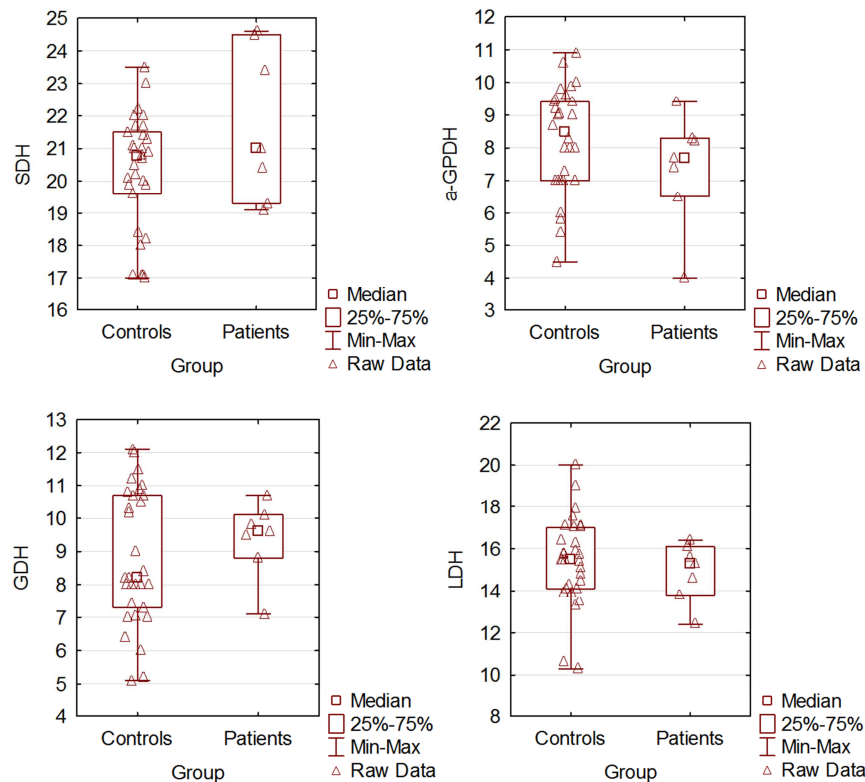 25
24
23
22
21
20
19
18
17
16
SDH
Controls
Patients
Group
Median
25%-75%
Min-Max
Raw Data
12
11
10
9
8
7
6
5
4
3
a-GPDH
Controls
Patients
Group
Median
25%-75%
Min-Max
Raw Data
13
12
11
10
9
8
7
6
5
4
GDH
Controls
Patients
Group
Median
25%-75%
Min-Max
Raw Data
22
20
18
16
14
12
10
8
LDH
Controls
Patients
Group
Median
25%-75%
Min-Max
Raw Data